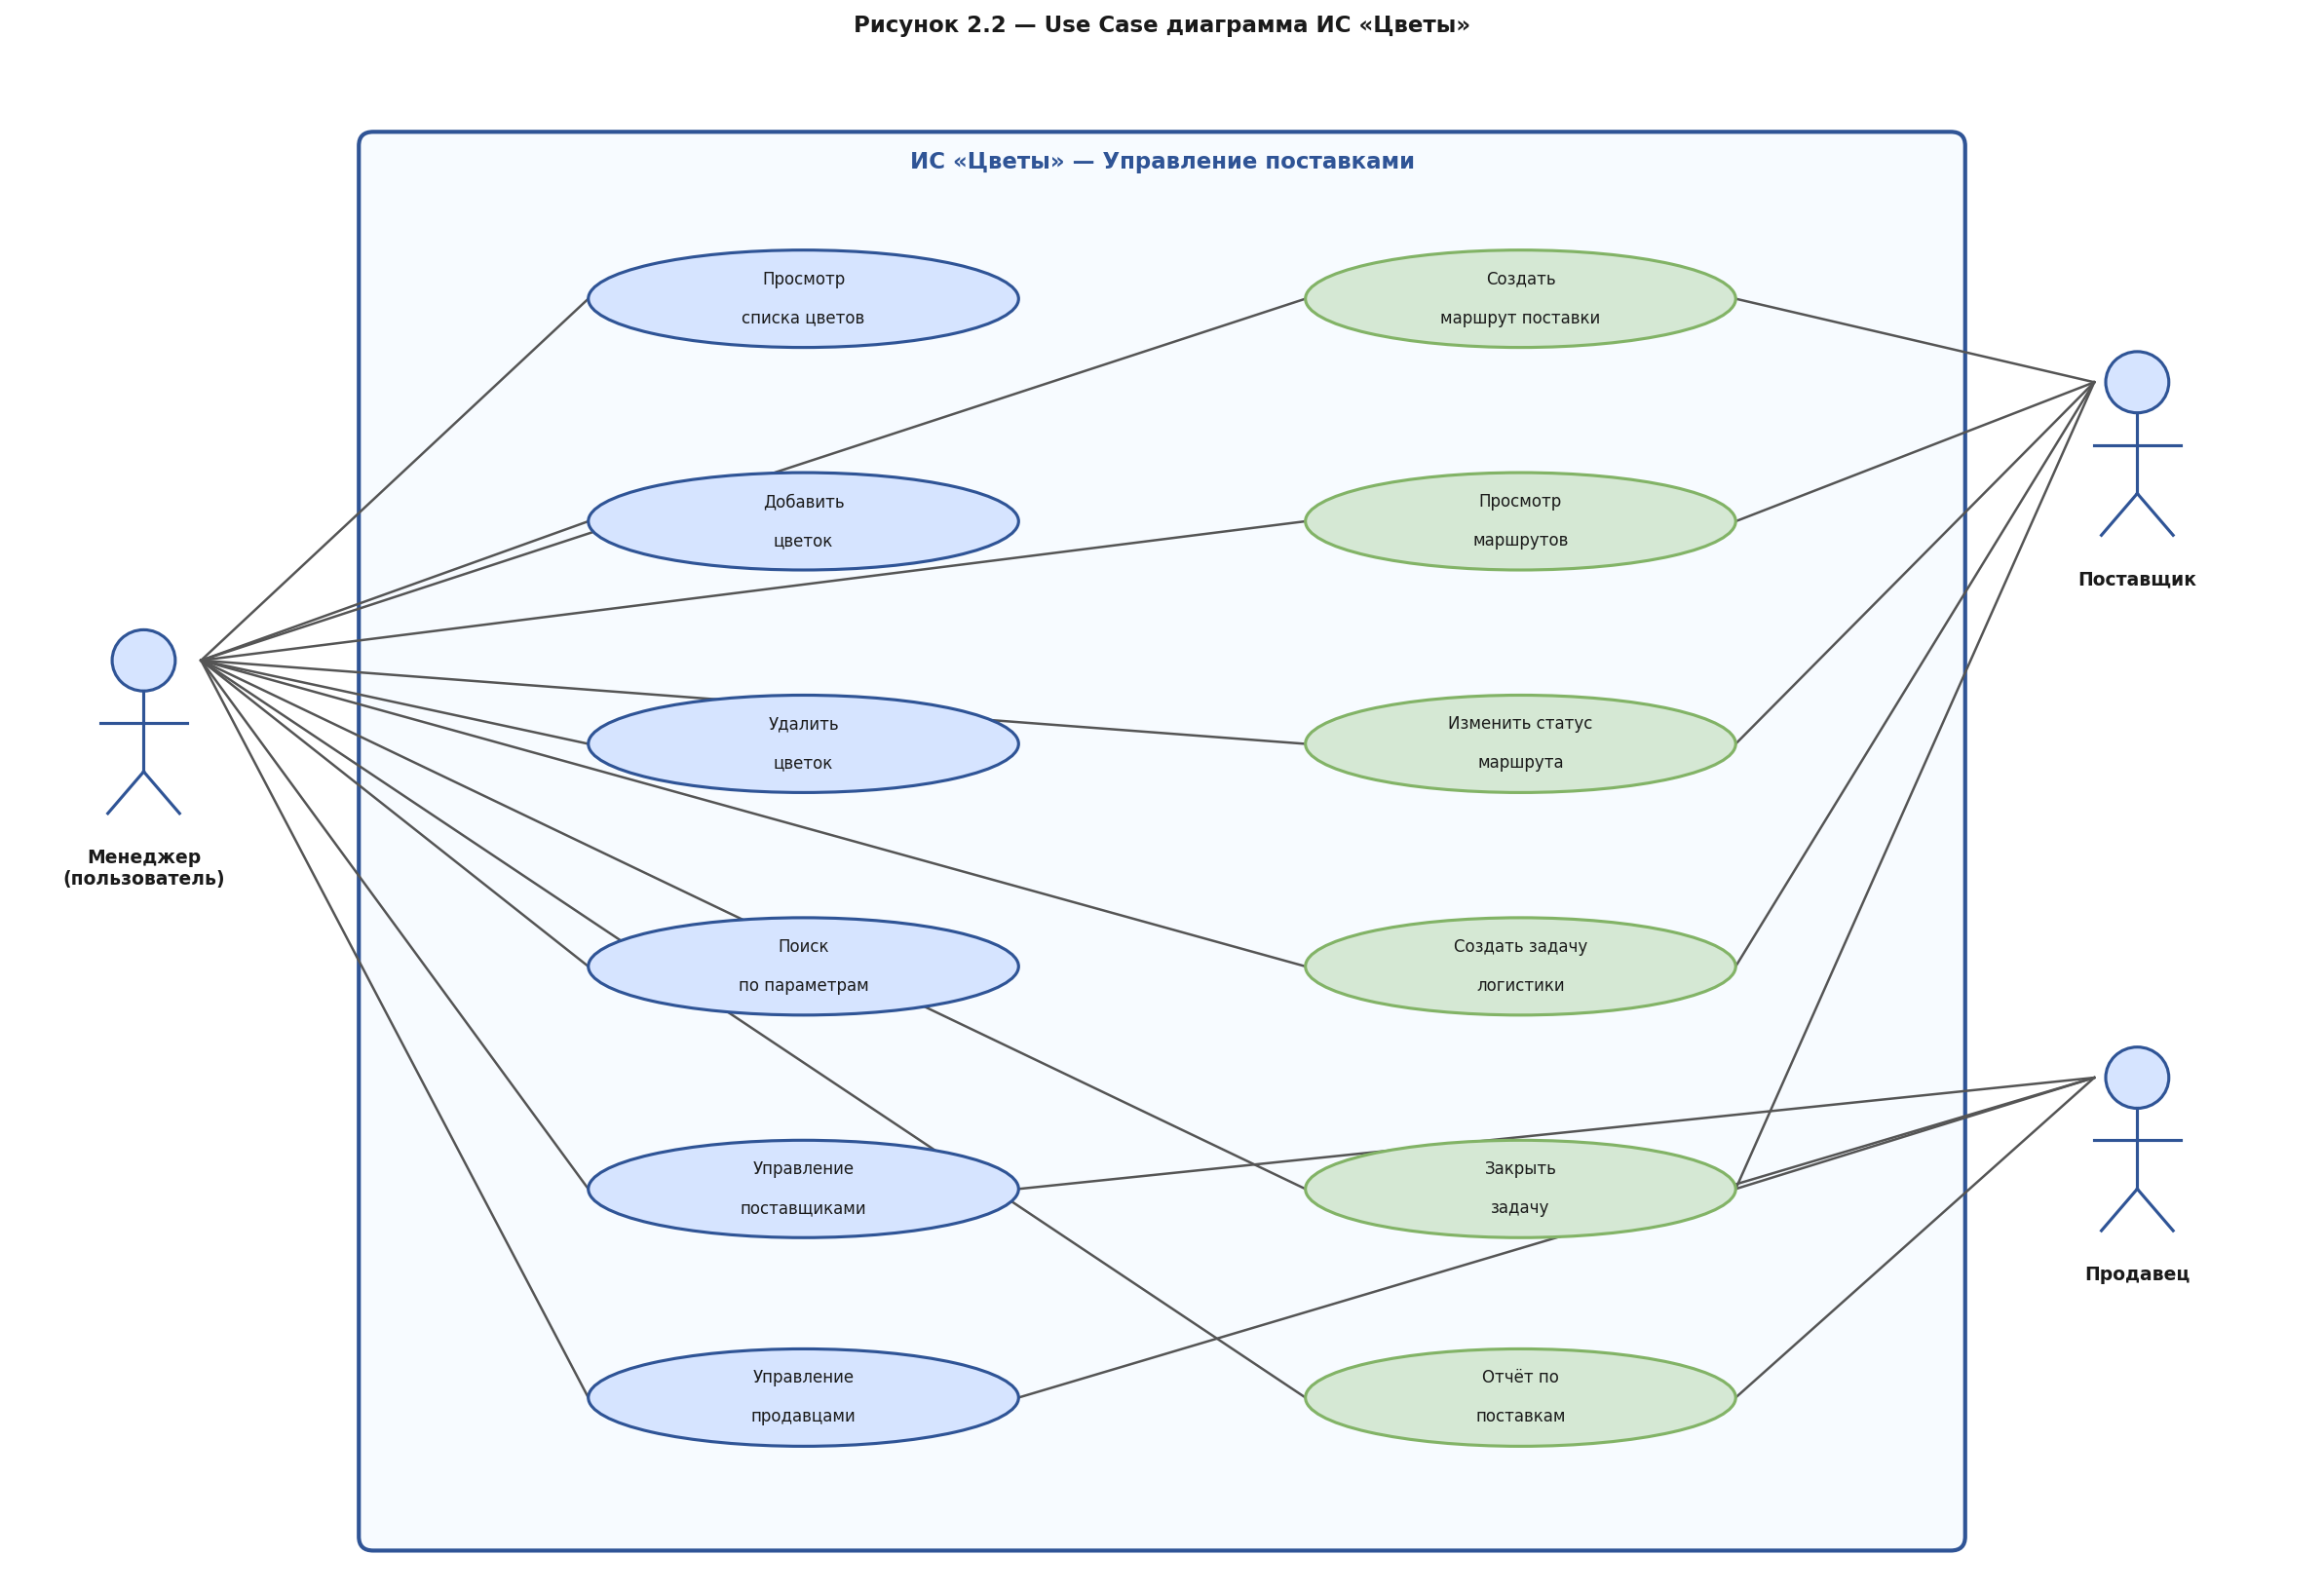 Рисунок 2.2 — Use Case диаграмма ИС «Цветы»
ИС «Цветы» — Управление поставками
Просмотр
списка цветов
Добавить
цветок
Удалить
цветок
Поиск
по параметрам
Управление
поставщиками
Управление
продавцами
Создать
маршрут поставки
Просмотр
маршрутов
Изменить статус
маршрута
Создать задачу
логистики
Закрыть
задачу
Отчёт по
поставкам
Менеджер
(пользователь)
Поставщик
Продавец